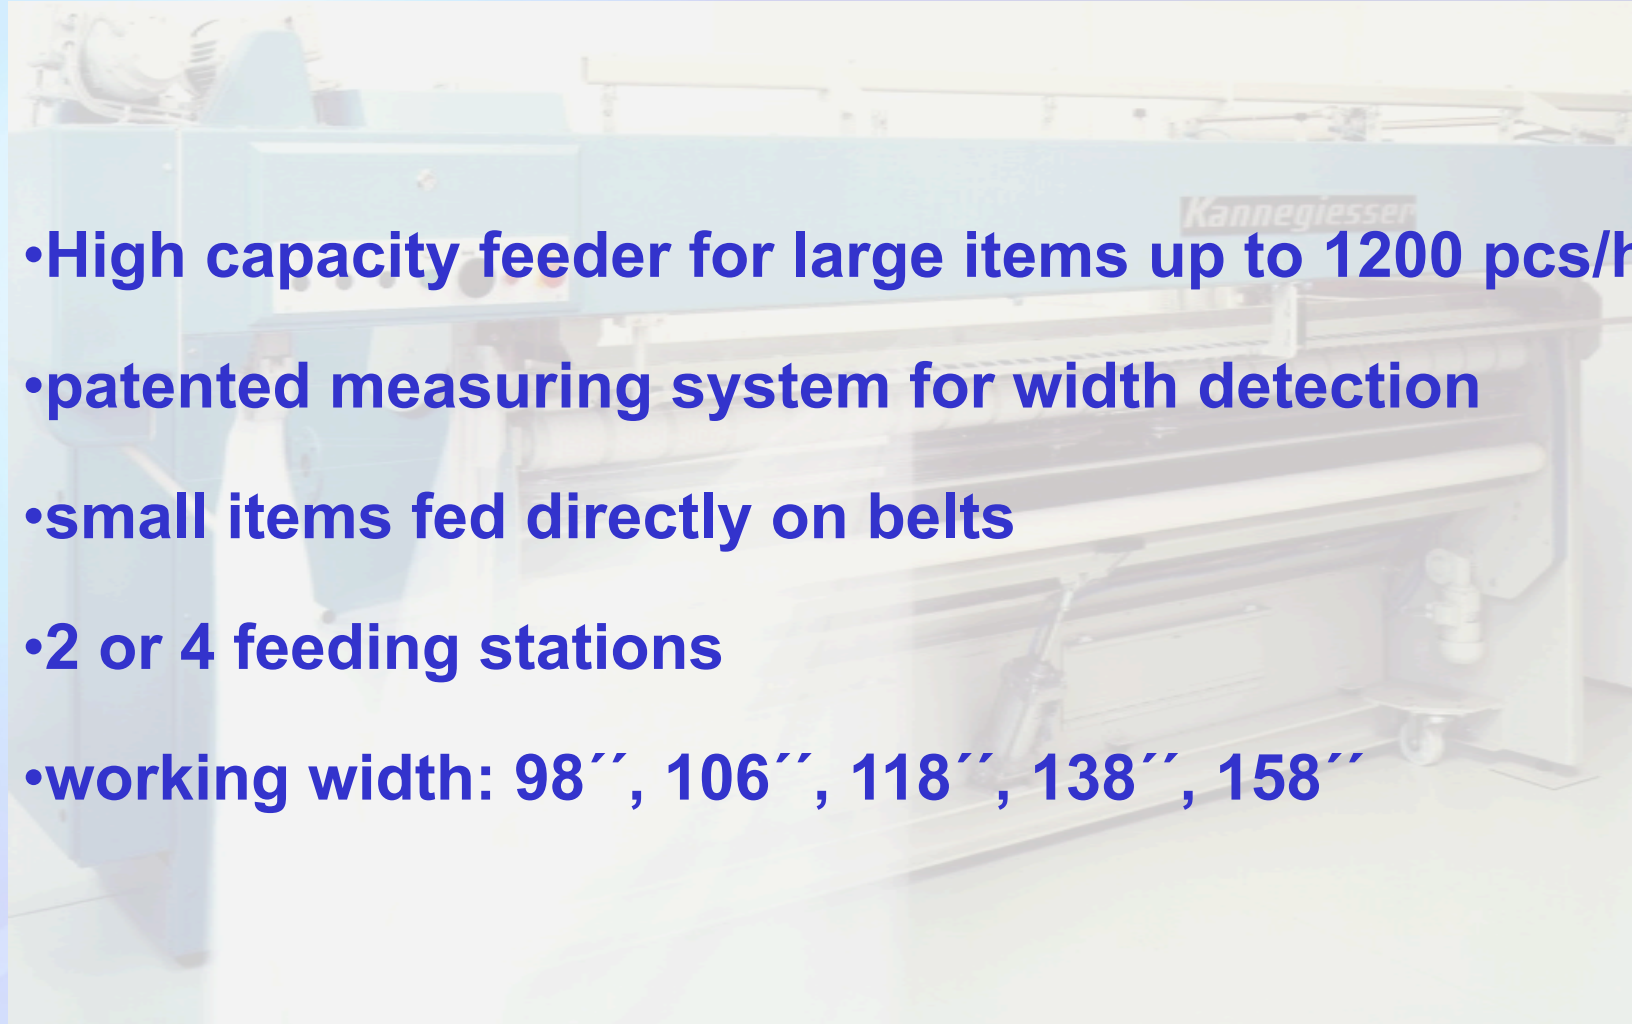 Kannegiesser
•High capacity feeder for large items up to 1200 pcs/h
•patented measuring system for width detection
•small items fed directly on belts
•2 or 4 feeding stations
•working width: 98´´, 106´´, 118´´, 138´´, 158´´